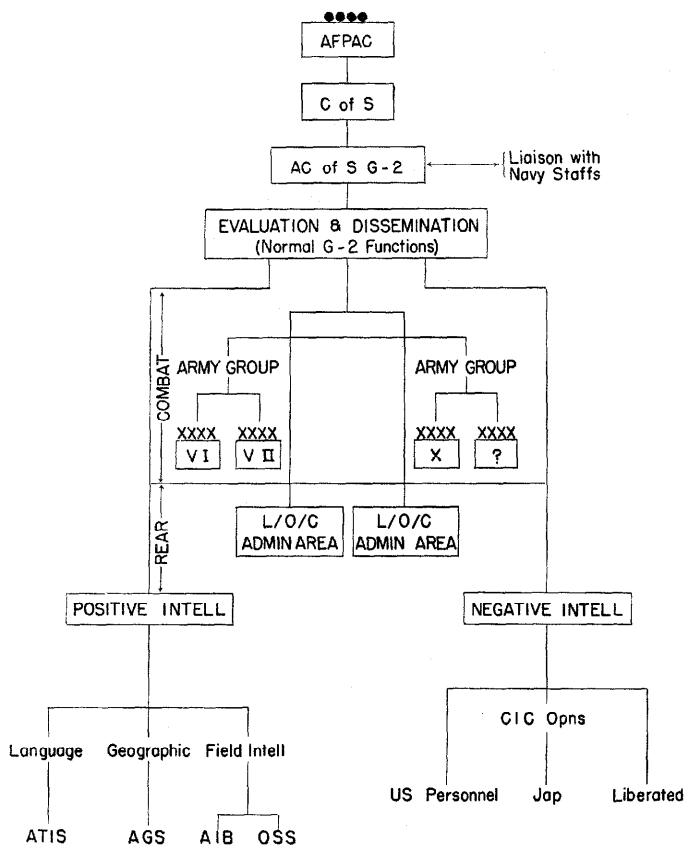 AFPAC
C of S
AC of S G-2
Liaison with
Navy Staffs
EVALUATION & DISSEMINATION
(Normal G-2 Functions)
COMBAT
ARMY GROUP
ARMY GROUP
XXXX XXXX
VI VII
XXXX XXXX
X ?
REAR
L/O/C
ADMIN AREA
L/O/C
ADMIN AREA
POSITIVE INTELL
NEGATIVE INTELL
Language Geographic Field Intell
ATIS AGS AIB OSS
CIC Opns
US Personnel Jap Liberated